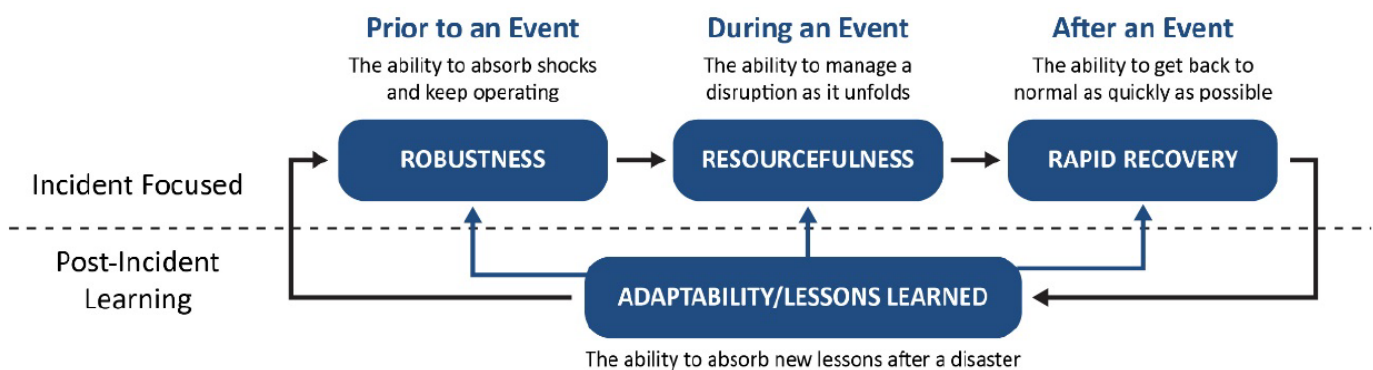 Prior to an Event
The ability to absorb shocks
and keep operating
ROBUSTNESS
During an Event
The ability to manage a
disruption as it unfolds
RESOURCEFULNESS
After an Event
The ability to get back to
normal as quickly as possible
RAPID RECOVERY
Incident Focused
Post-Incident
Learning
ADAPTABILITY/LESSONS LEARNED
The ability to absorb new lessons after a disaster